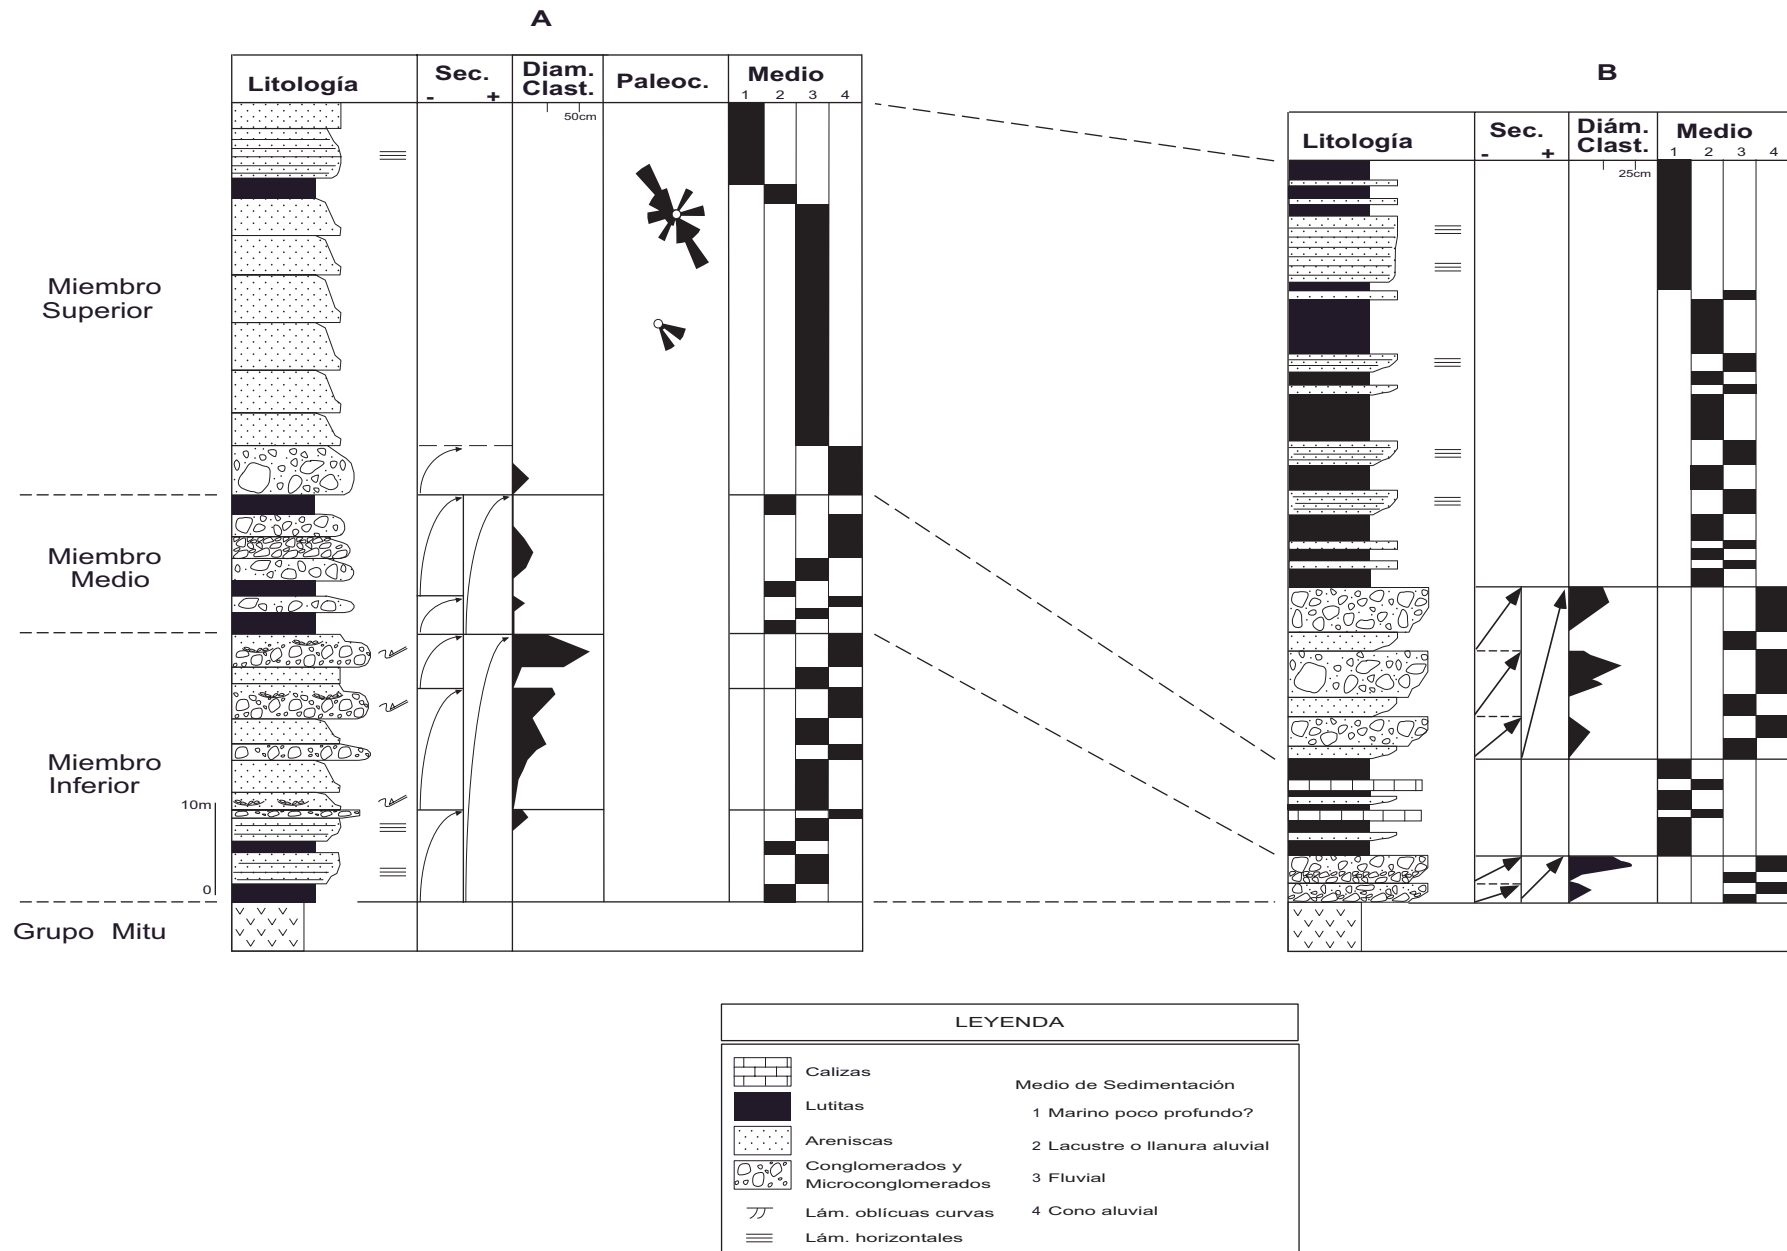 A
Litología
Sec.
- +
Diam.
Clast.
50cm
Paleoc.
Medio
1 2 3 4
B
Litología
Sec.
- +
Diám.
Clast.
25cm
Medio
1 2 3 4
Miembro
Superior
Miembro
Medio
Miembro
Inferior
10m
0
Grupo Mitu
LEYENDA
Calizas
Lutitas
Areniscas
Conglomerados y
Microconglomerados
Lám. oblícuas curvas
Lám. horizontales
Medio de Sedimentación
1 Marino poco profundo?
2 Lacustre o llanura aluvial
3 Fluvial
4 Cono aluvial